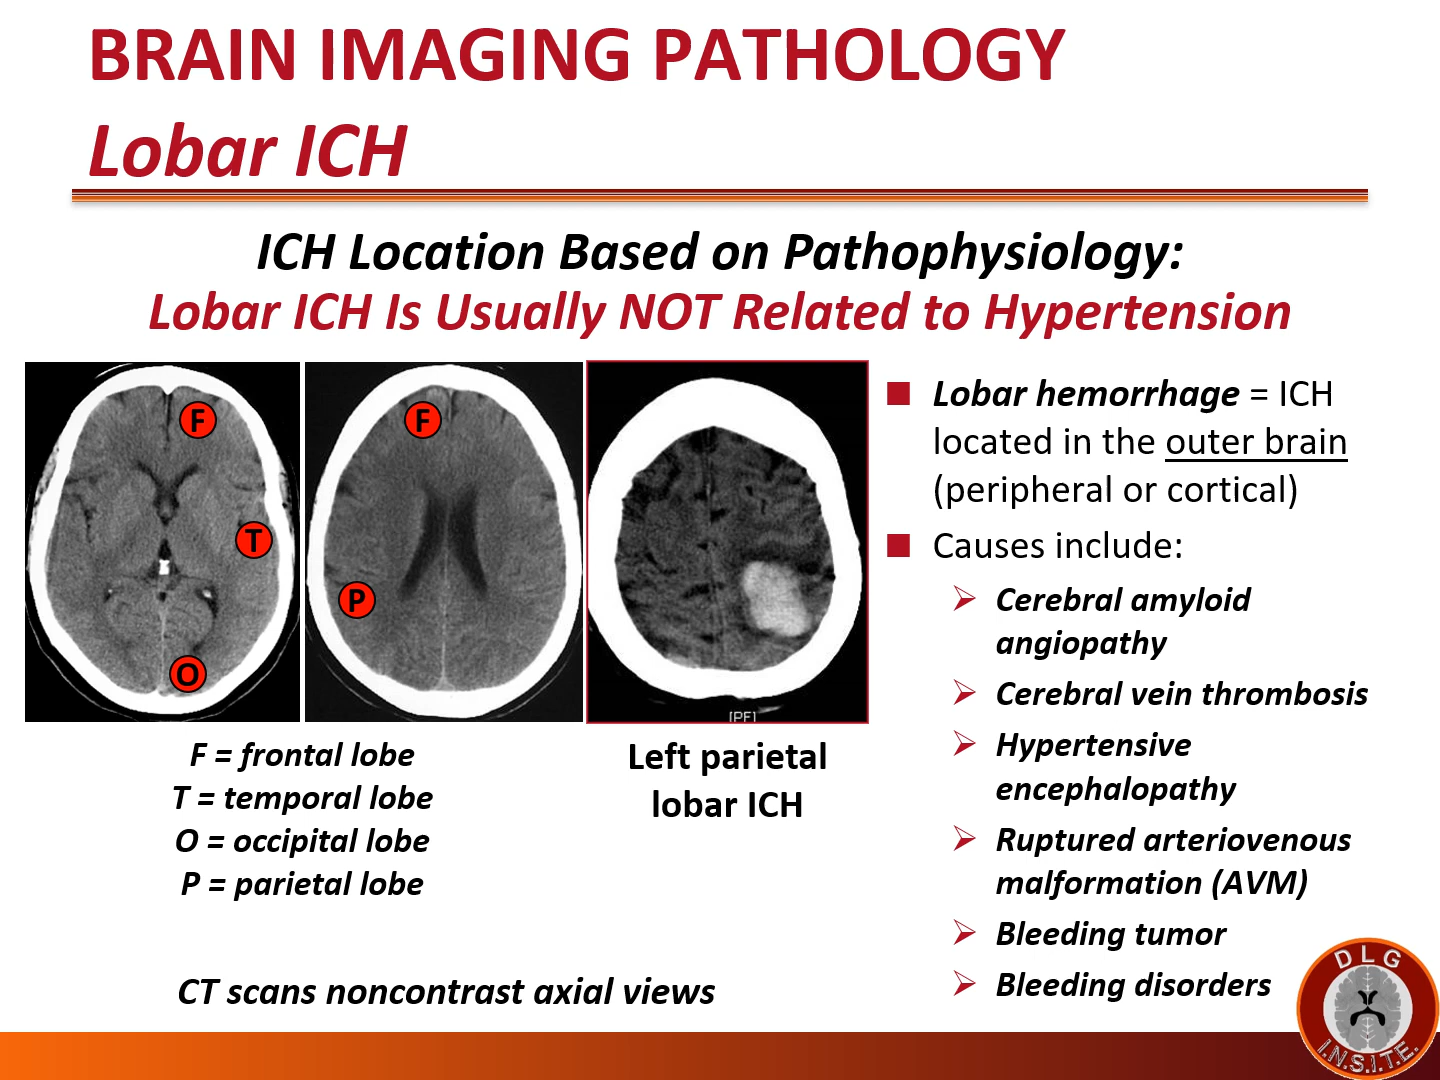 BRAIN IMAGING PATHOLOGY
Lobar ICH
ICH Location Based on Pathophysiology:
Lobar ICH Is Usually NOT Related to Hypertension
F
T
O
F
P
[PF]
F = frontal lobe
T = temporal lobe
O = occipital lobe
P = parietal lobe
Left parietal
lobar ICH
CT scans noncontrast axial views
Lobar hemorrhage = ICH
located in the outer brain
(peripheral or cortical)
Causes include:
Cerebral amyloid
angiopathy
Cerebral vein thrombosis
Hypertensive
encephalopathy
Ruptured arteriovenous
malformation (AVM)
Bleeding tumor
Bleeding disorders
DLG
I.N.S.I.T.E.